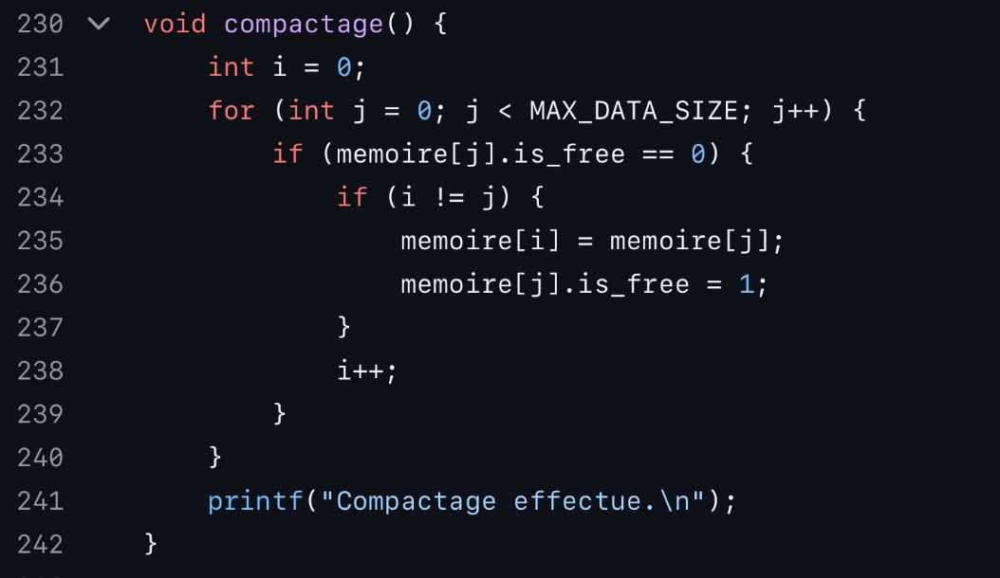 230 void compactage() {
231 int i = 0;
232 for (int j = 0; j < MAX_DATA_SIZE; j++) {
233 if (memoire[j].is_free == 0) {
234 if (i != j) {
235 memoire[i] = memoire[j];
236 memoire[j].is_free = 1;
237 }
238 i++;
239 }
240 }
241 printf("Compactage effectue.\n");
242 }